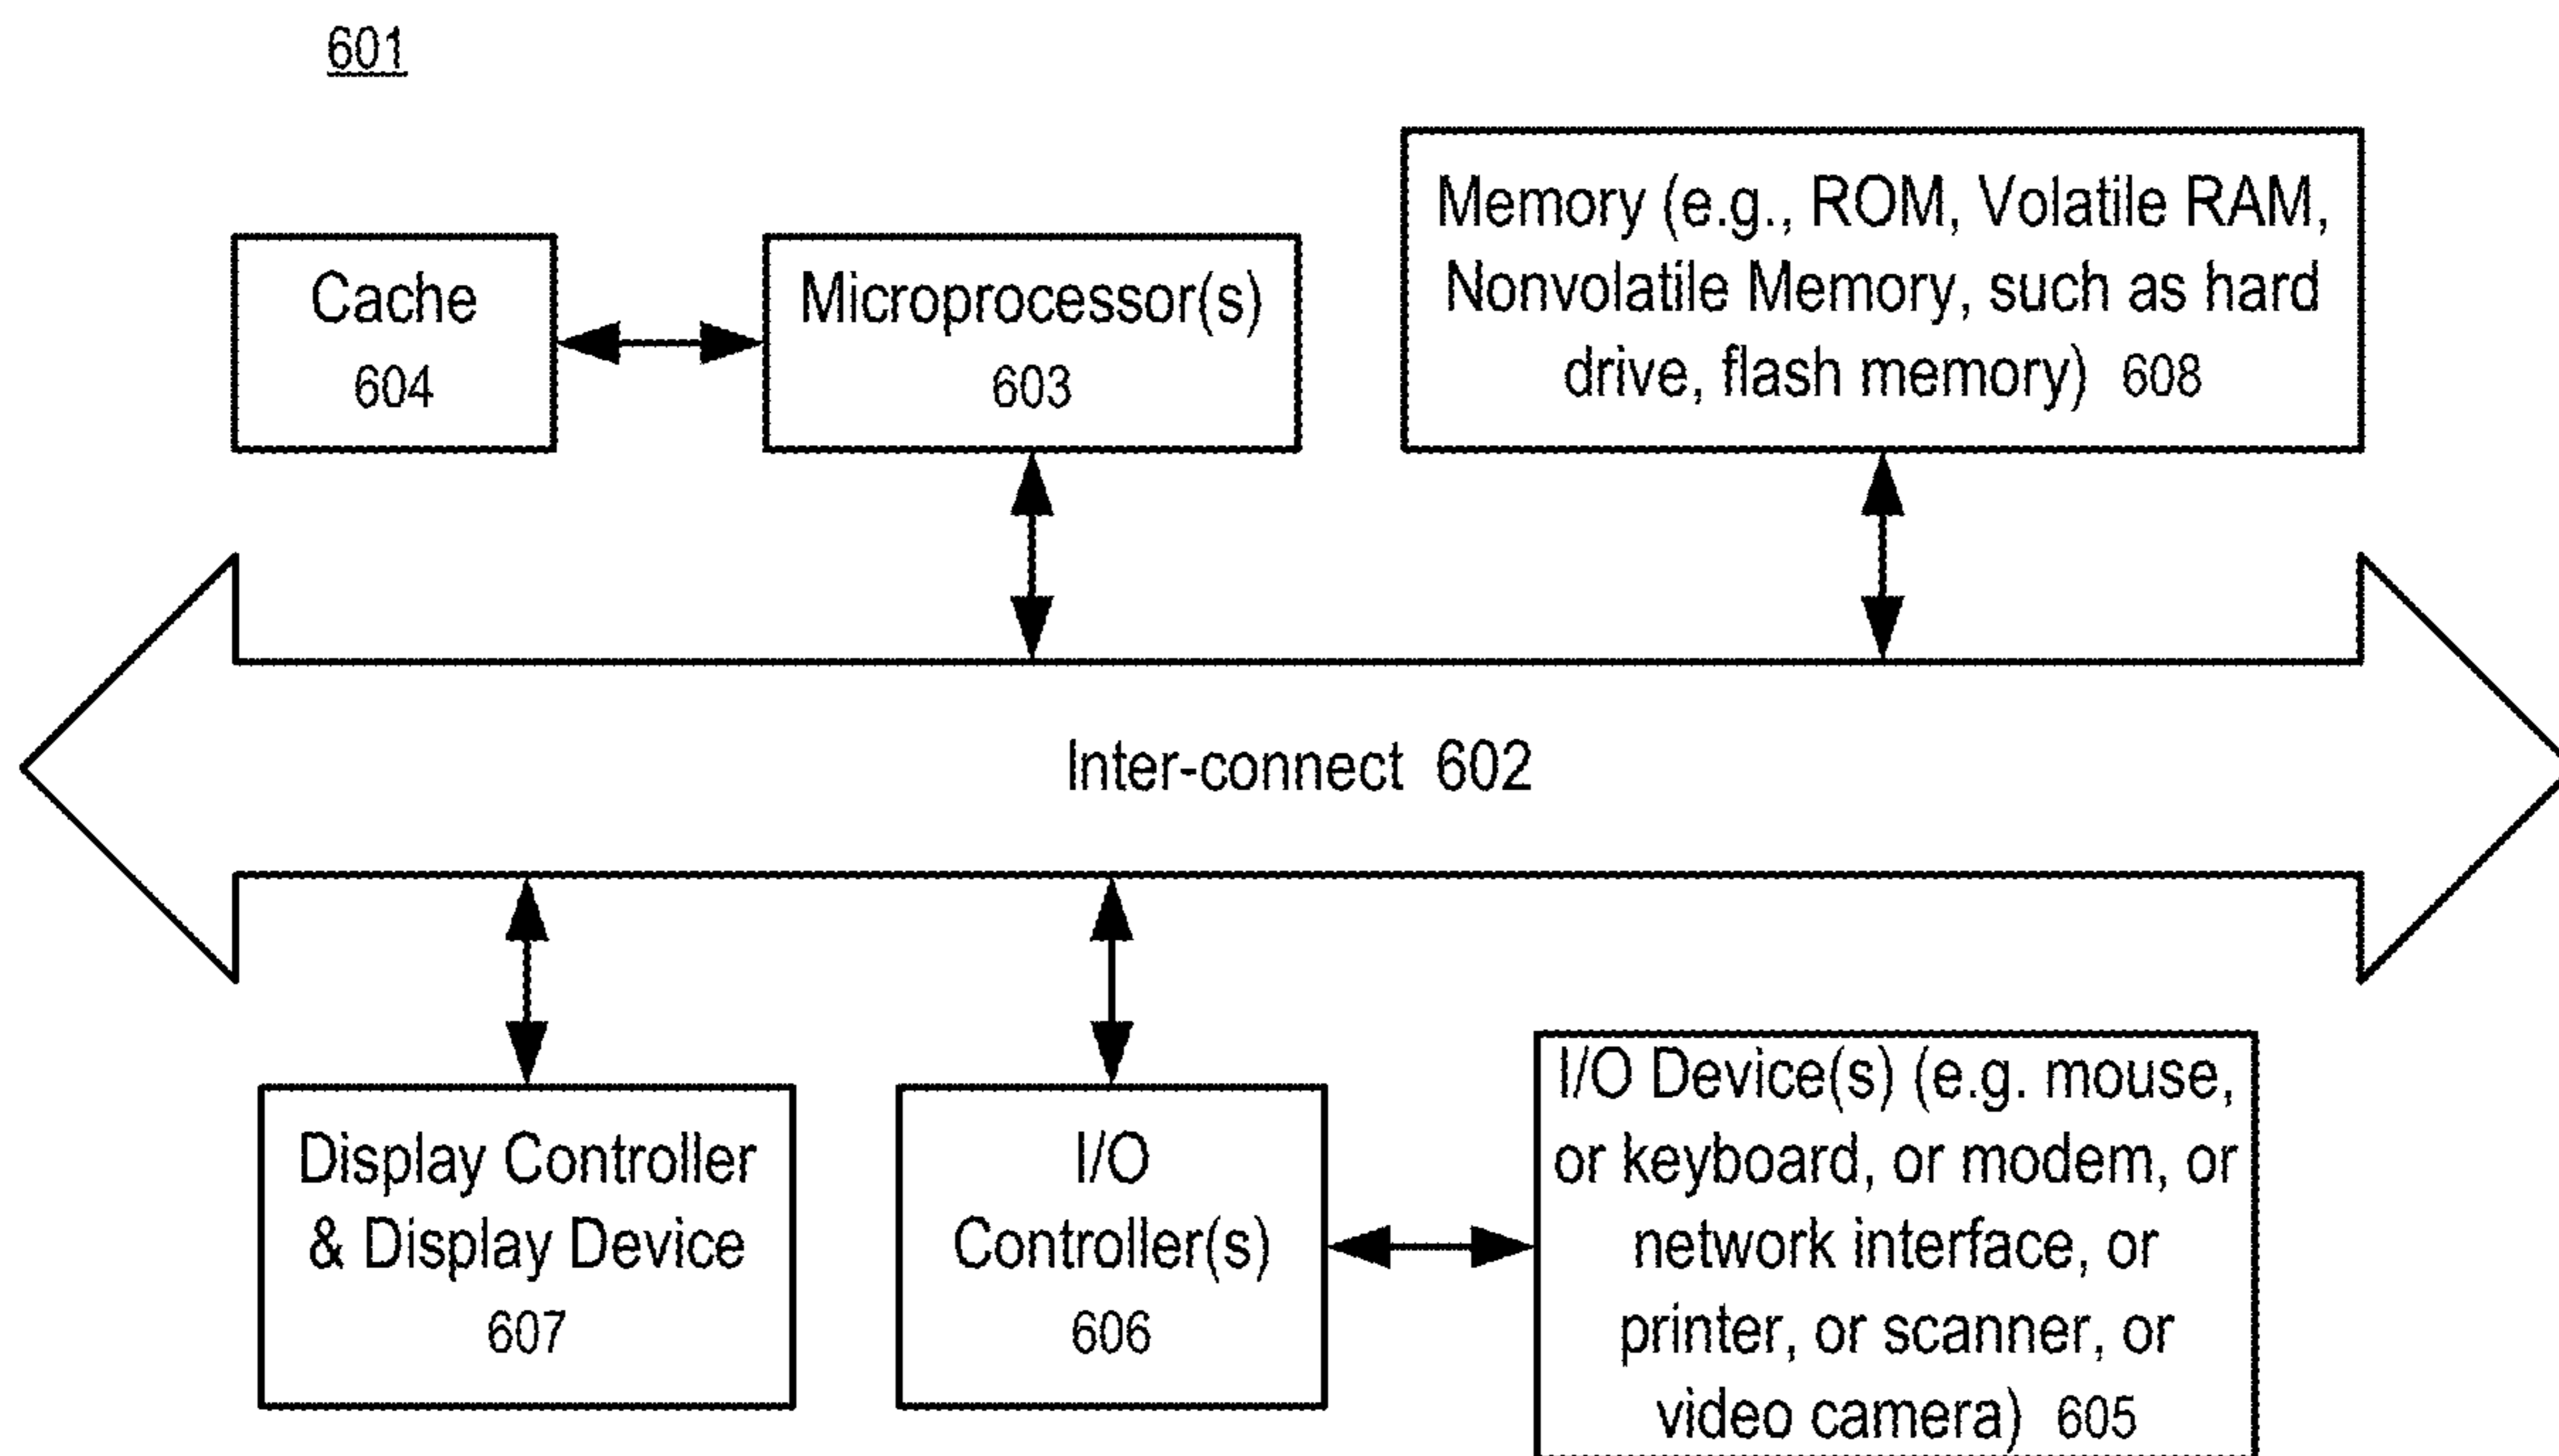 601
Cache
604
Microprocessor(s)
603
Memory (e.g., ROM, Volatile RAM,
Nonvolatile Memory, such as hard
drive, flash memory) 608
Inter-connect 602
Display Controller
& Display Device
607
I/O
Controller(s)
606
I/O Device(s) (e.g. mouse,
or keyboard, or modem, or
network interface, or
printer, or scanner, or
video camera) 605